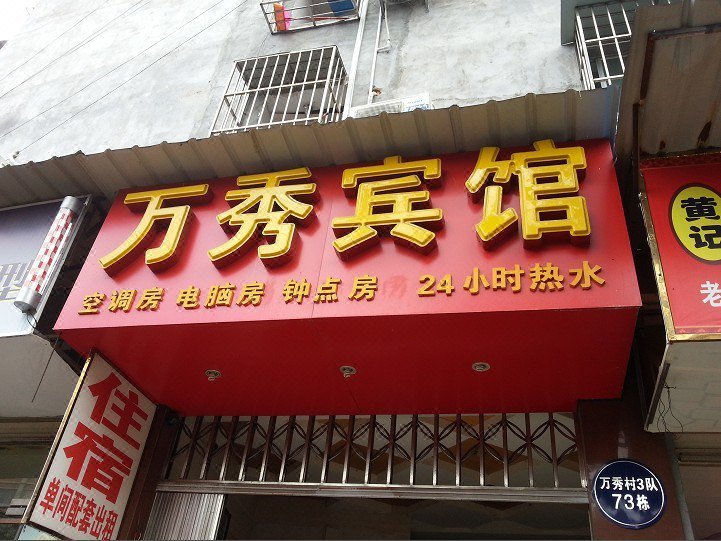 万秀宾馆
空调房 电脑房 钟点房 24小时热水
住宿
单间配套出租
万秀村3队
73栋
黄记
老
型